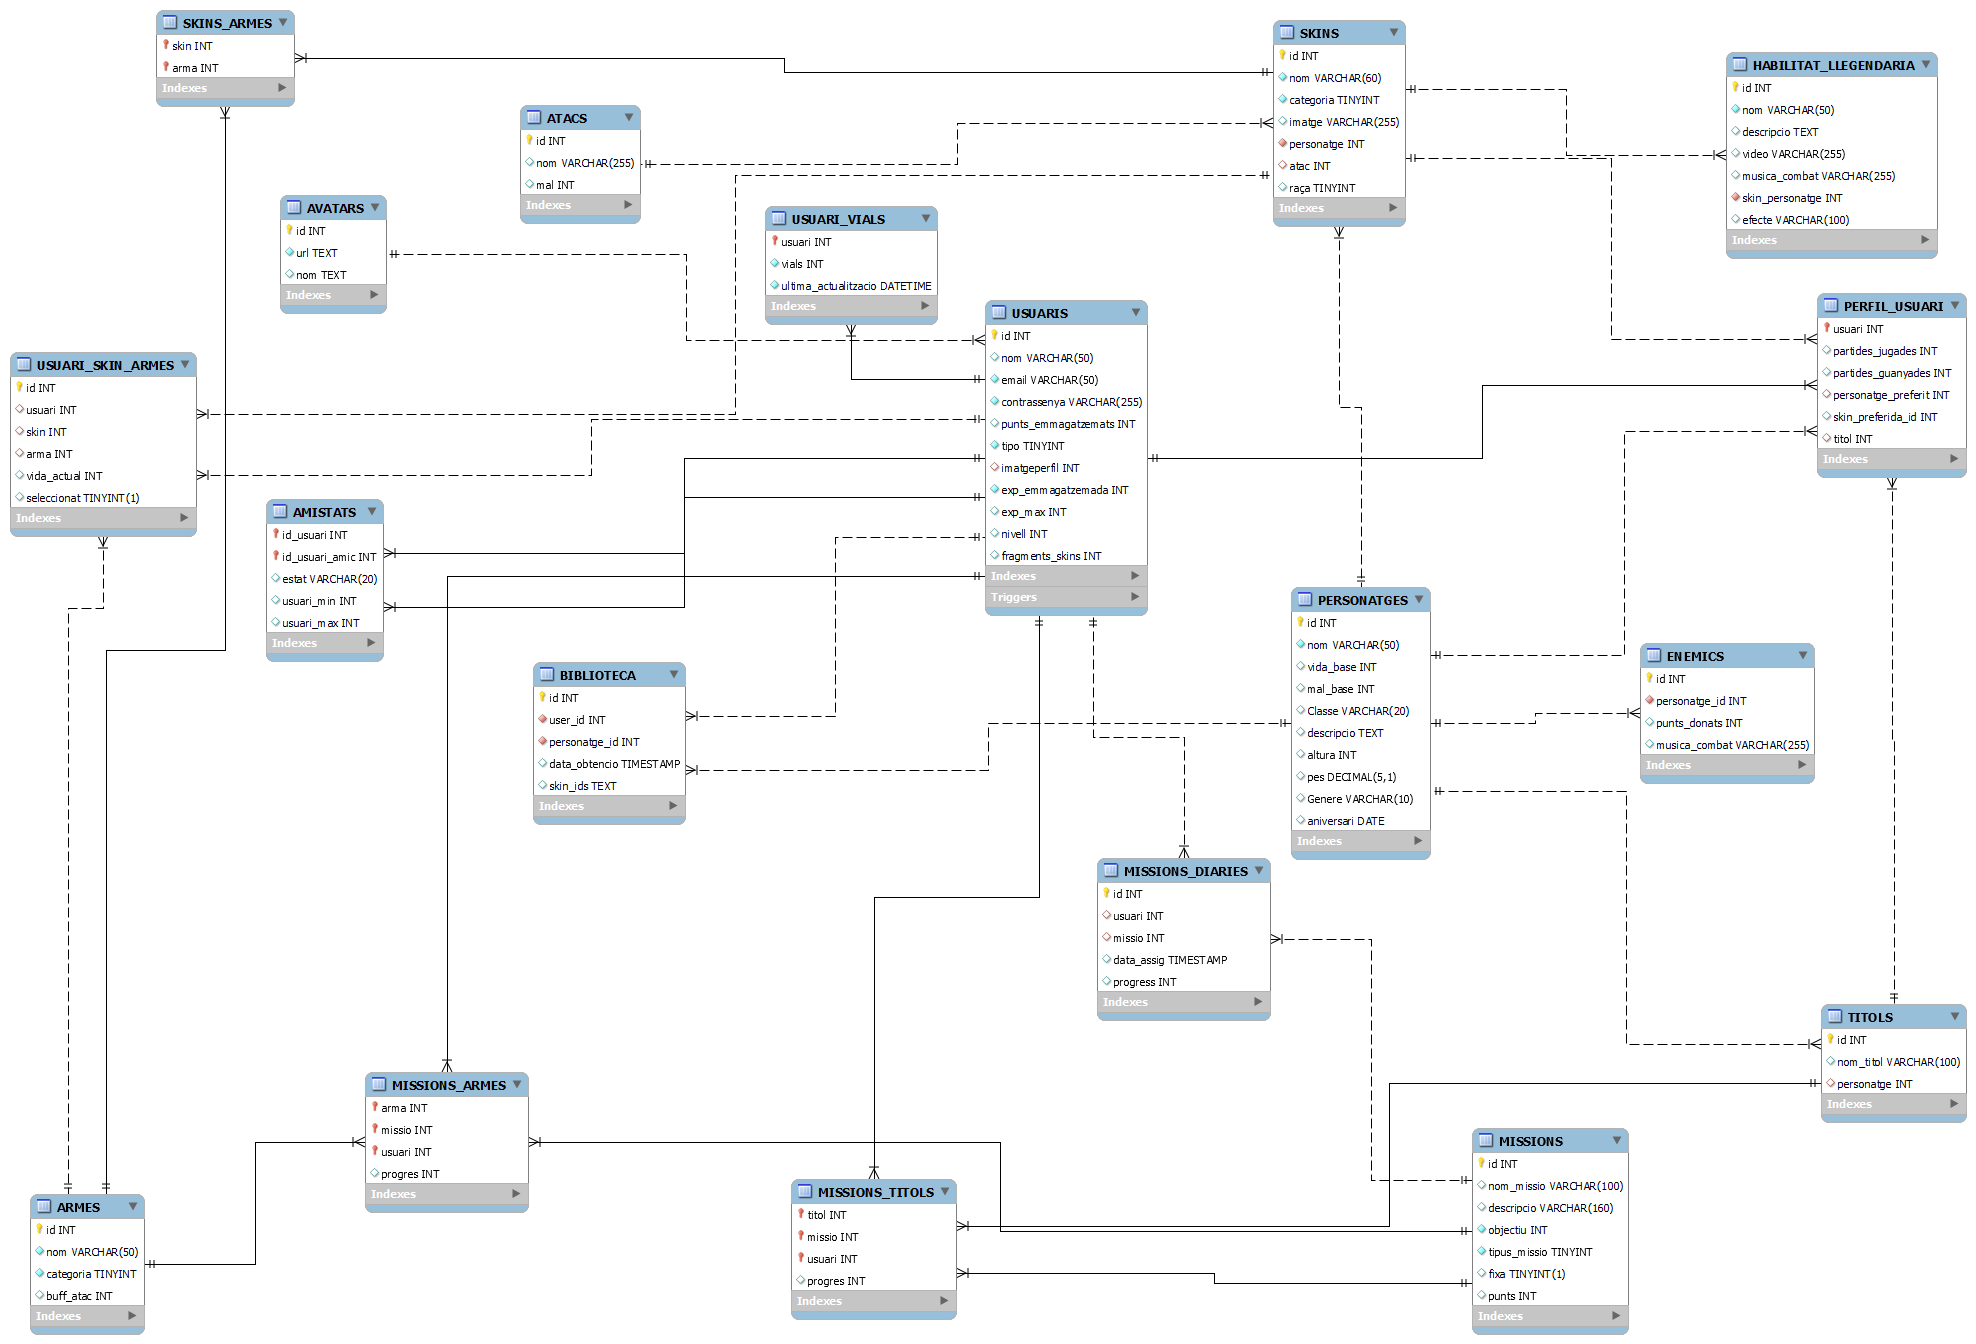 SKINS_ARMES
skin INT
arma INT
Indexes
SKINS
id INT
nom VARCHAR(60)
categoria TINYINT
imatge VARCHAR(255)
personatge INT
atac INT
raça TINYINT
Indexes
HABILITAT_LLEGENDARIA
id INT
nom VARCHAR(50)
descripcio TEXT
video VARCHAR(255)
musica_combat VARCHAR(255)
skin_personatge INT
efecte VARCHAR(100)
Indexes
ATACS
id INT
nom VARCHAR(255)
mal INT
Indexes
AVATARS
id INT
url TEXT
nom TEXT
Indexes
USUARI_VIALS
usuari INT
vials INT
ultima_actualitzacio DATETIME
Indexes
USUARIS
id INT
nom VARCHAR(50)
email VARCHAR(50)
contrassenya VARCHAR(255)
punts_emmagatzemats INT
tipo TINYINT
imatgeperfil INT
exp_emmagatzemada INT
exp_max INT
nivell INT
fragments_skins INT
Indexes
Triggers
PERFIL_USUARI
usuari INT
partides_jugades INT
partides_guanyades INT
personatge_preferit INT
skin_preferida_id INT
titol INT
Indexes
USUARI_SKIN_ARMES
id INT
usuari INT
skin INT
arma INT
vida_actual INT
seleccionat TINYINT(1)
Indexes
AMISTATS
id_usuari INT
id_usuari_amic INT
estat VARCHAR(20)
usuari_min INT
usuari_max INT
Indexes
BIBLIOTECA
id INT
user_id INT
personatge_id INT
data_obtencio TIMESTAMP
skin_ids TEXT
Indexes
PERSONATGES
id INT
nom VARCHAR(50)
vida_base INT
mal_base INT
Classe VARCHAR(20)
descripcio TEXT
altura INT
pes DECIMAL(5,1)
Genere VARCHAR(10)
aniversari DATE
Indexes
ENEMICS
id INT
personatge_id INT
punts_donats INT
musica_combat VARCHAR(255)
Indexes
MISSIONS_DIARIES
id INT
usuari INT
missio INT
data_assig TIMESTAMP
progress INT
Indexes
TITOLS
id INT
nom_titol VARCHAR(100)
personatge INT
Indexes
MISSIONS_ARMES
arma INT
missio INT
usuari INT
progres INT
Indexes
MISSIONS
id INT
nom_missio VARCHAR(100)
descripcio VARCHAR(160)
objectiu INT
tipus_missio TINYINT
fixa TINYINT(1)
punts INT
Indexes
MISSIONS_TITOLS
titol INT
missio INT
usuari INT
progres INT
Indexes
ARMES
id INT
nom VARCHAR(50)
categoria TINYINT
buff_atac INT
Indexes